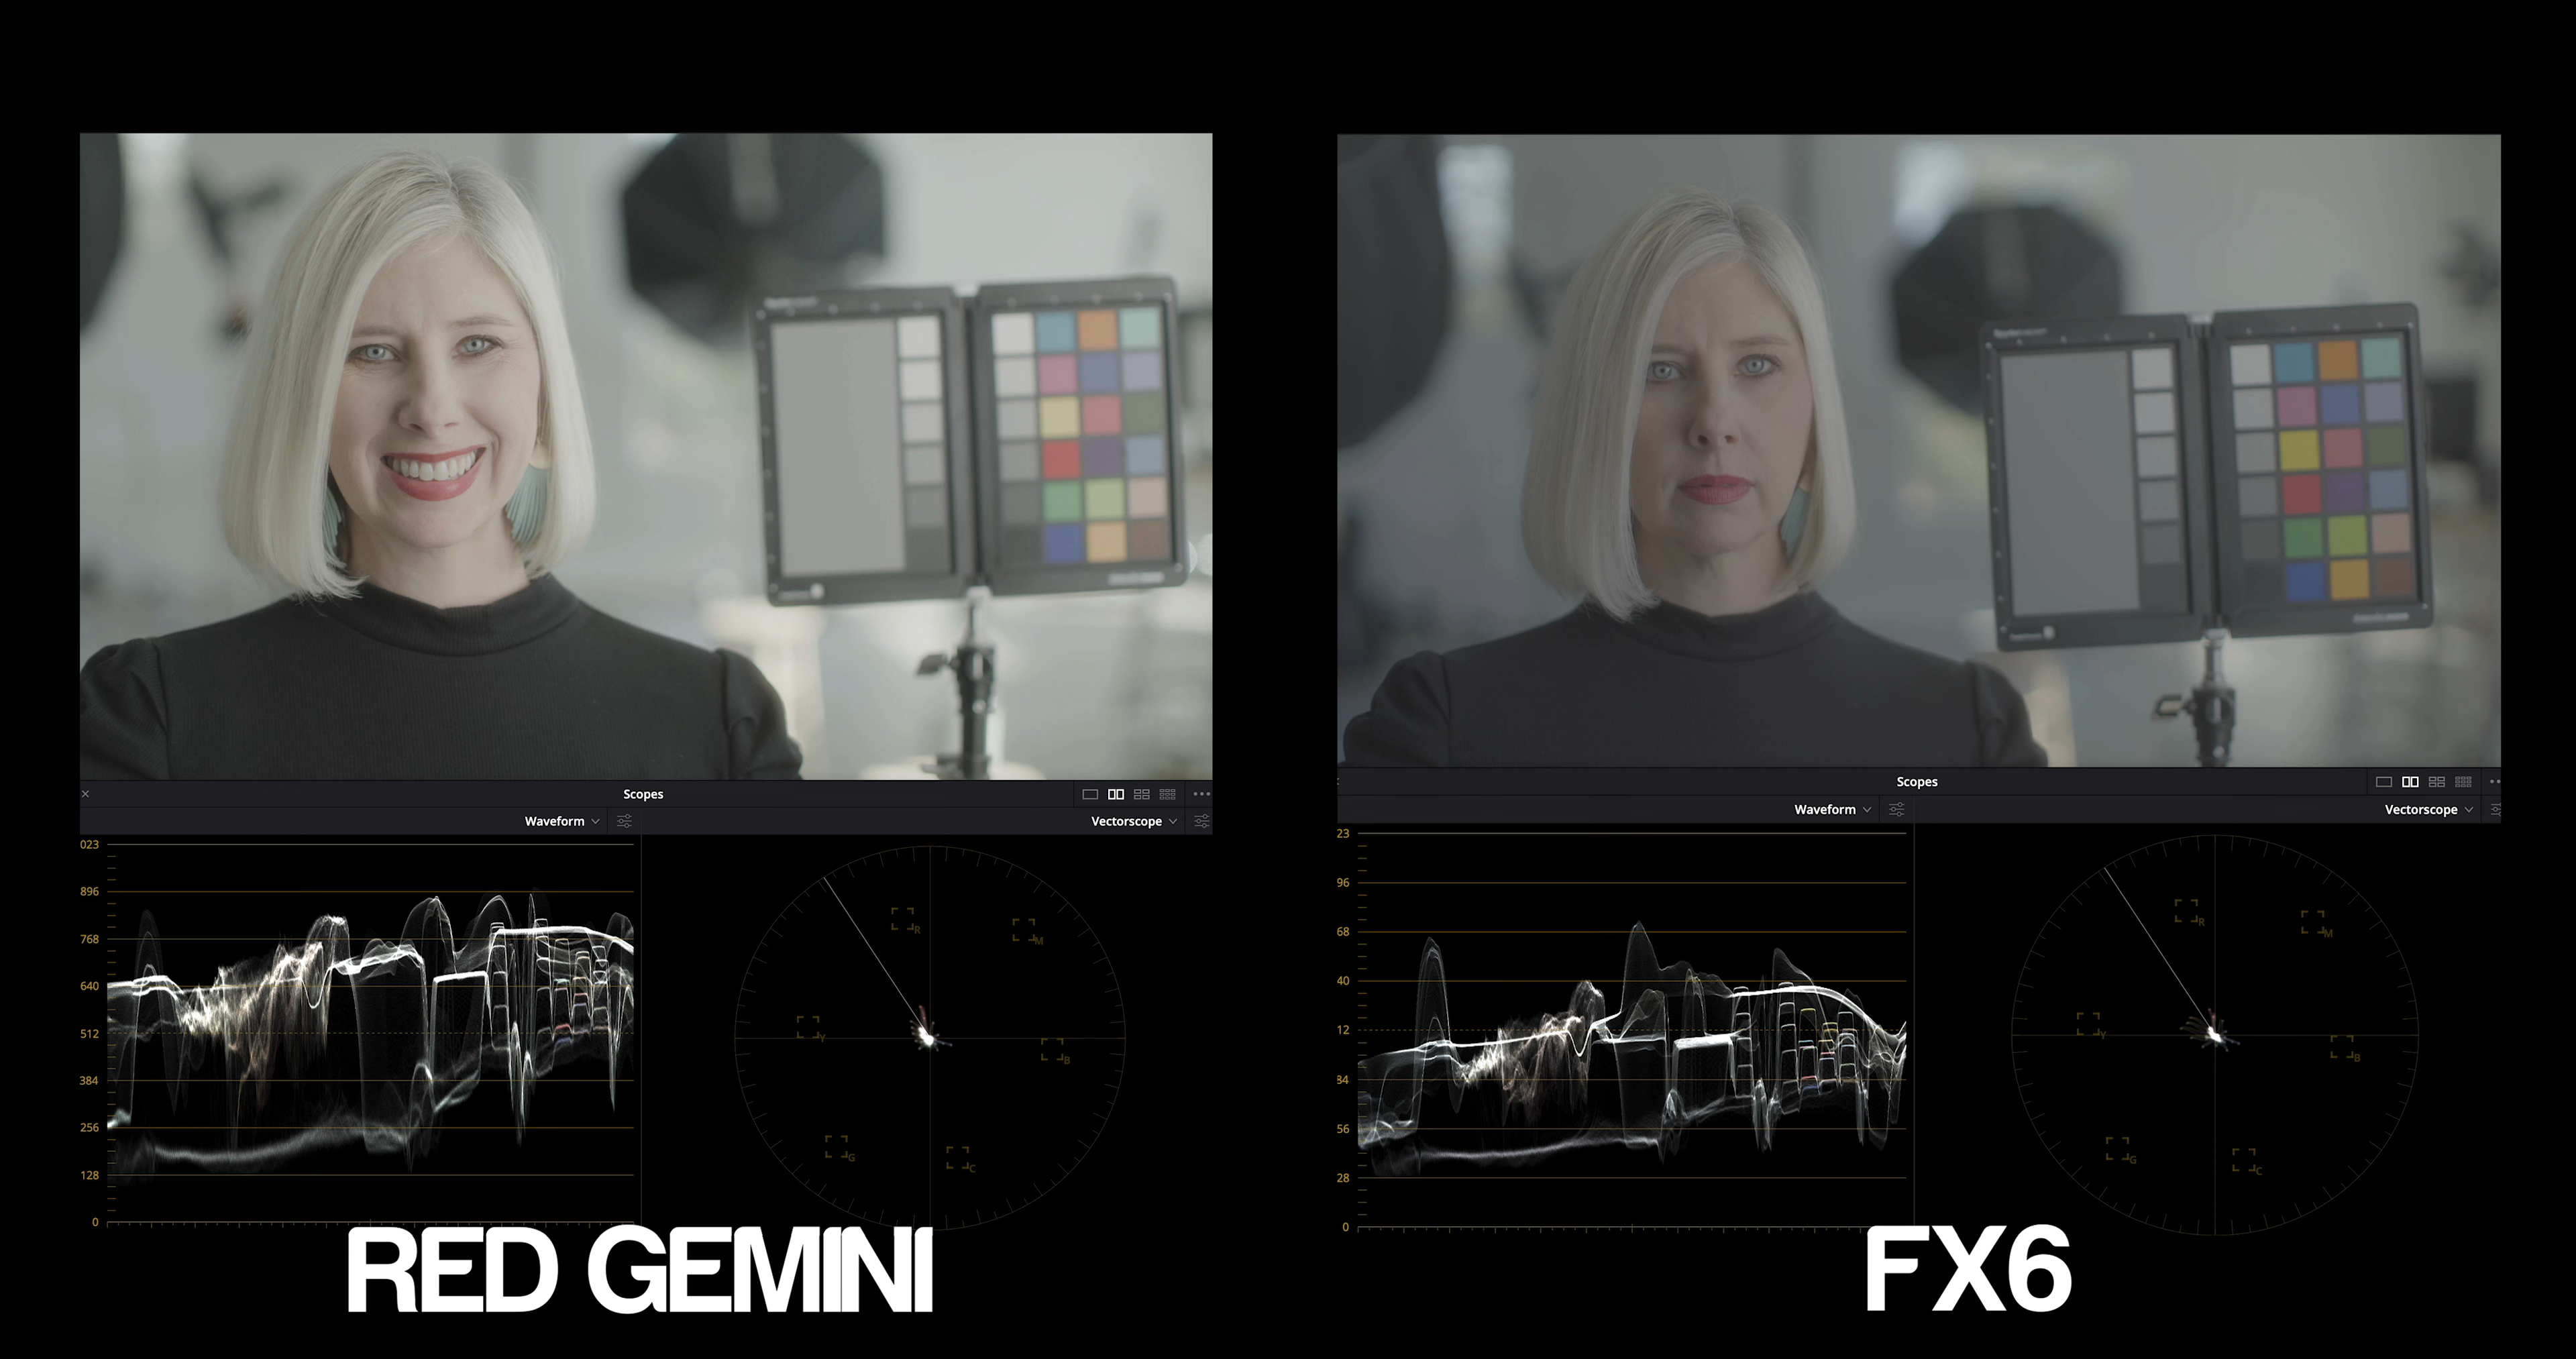 Scopes
Waveform
Vectorscope
023
896
768
640
512
384
256
128
0
R
M
Y
B
G
C
Scopes
Waveform
Vectorscope
23
96
68
40
12
84
56
28
0
R
M
Y
B
G
C
RED GEMINI
FX6